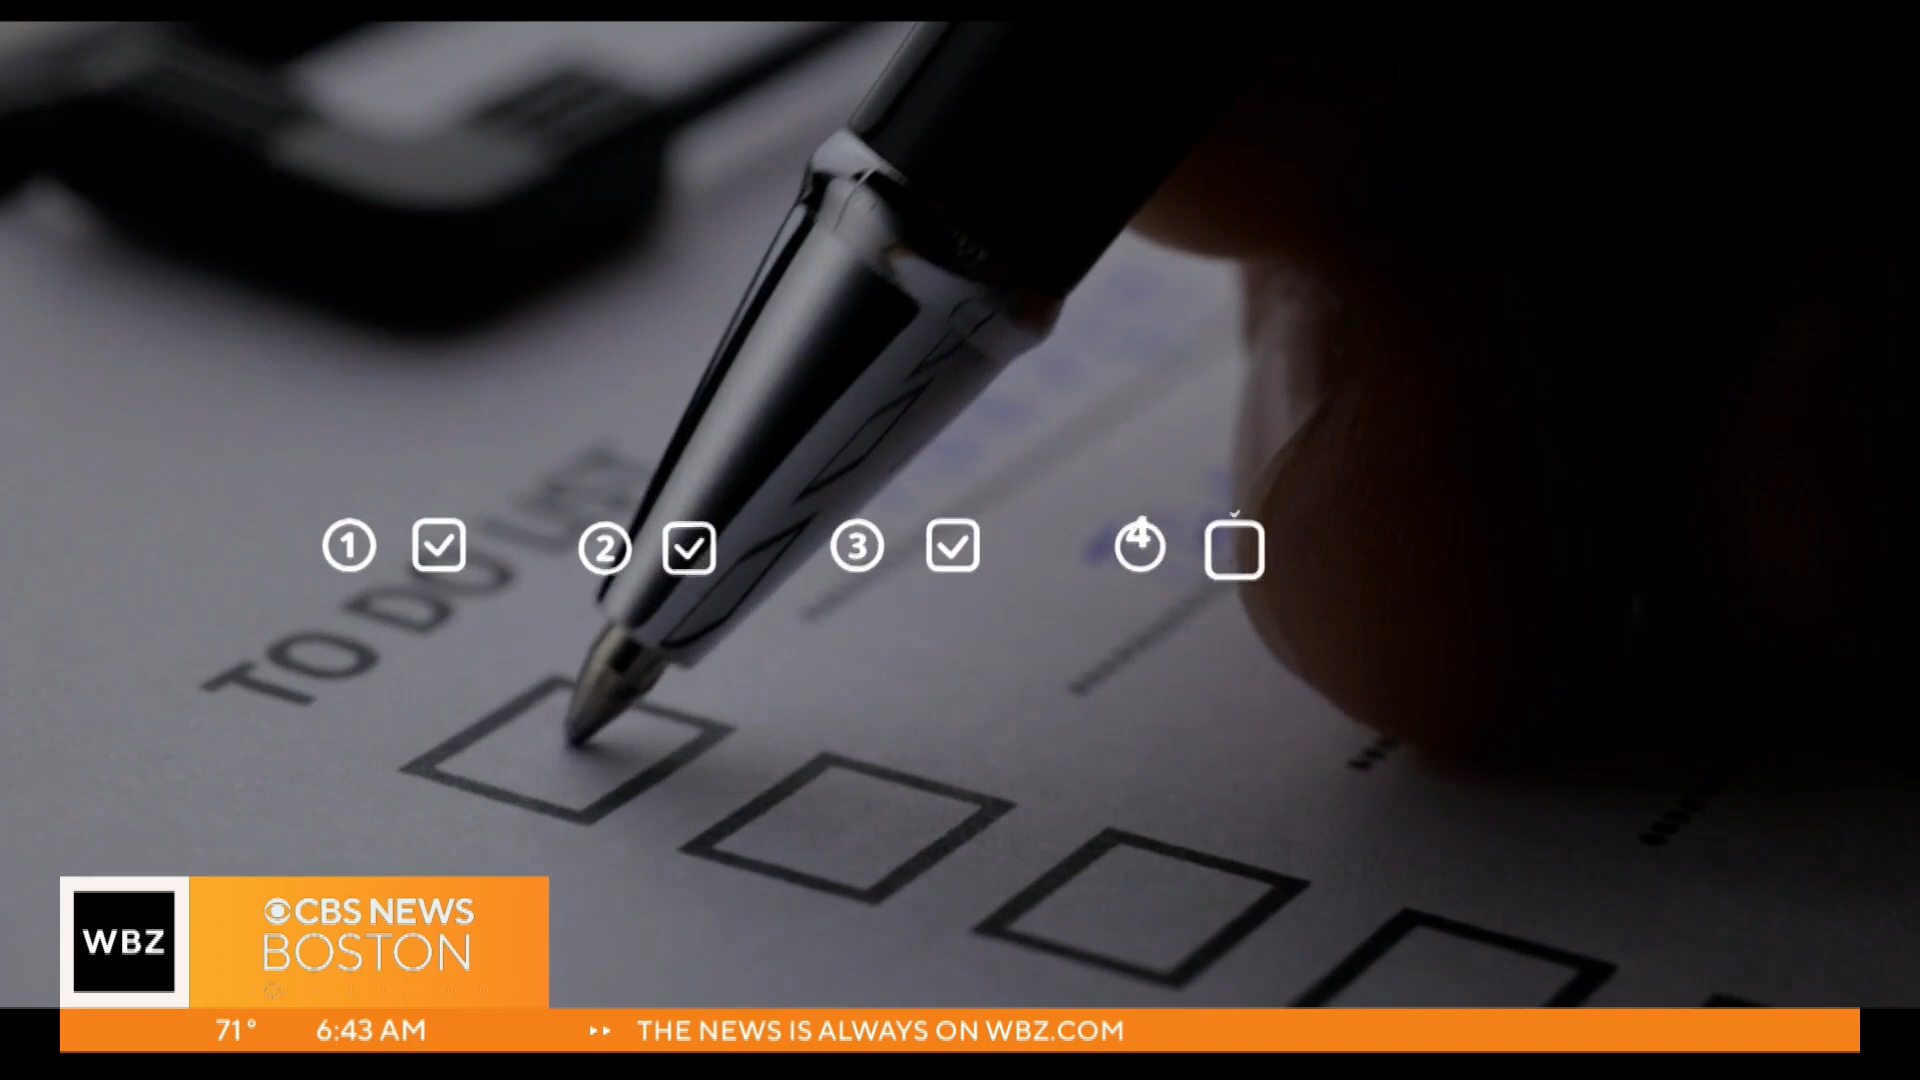 1 2 3 4
TO DO LIST
WBZ
CBS NEWS
BOSTON
71° 6:43 AM THE NEWS IS ALWAYS ON WBZ.COM